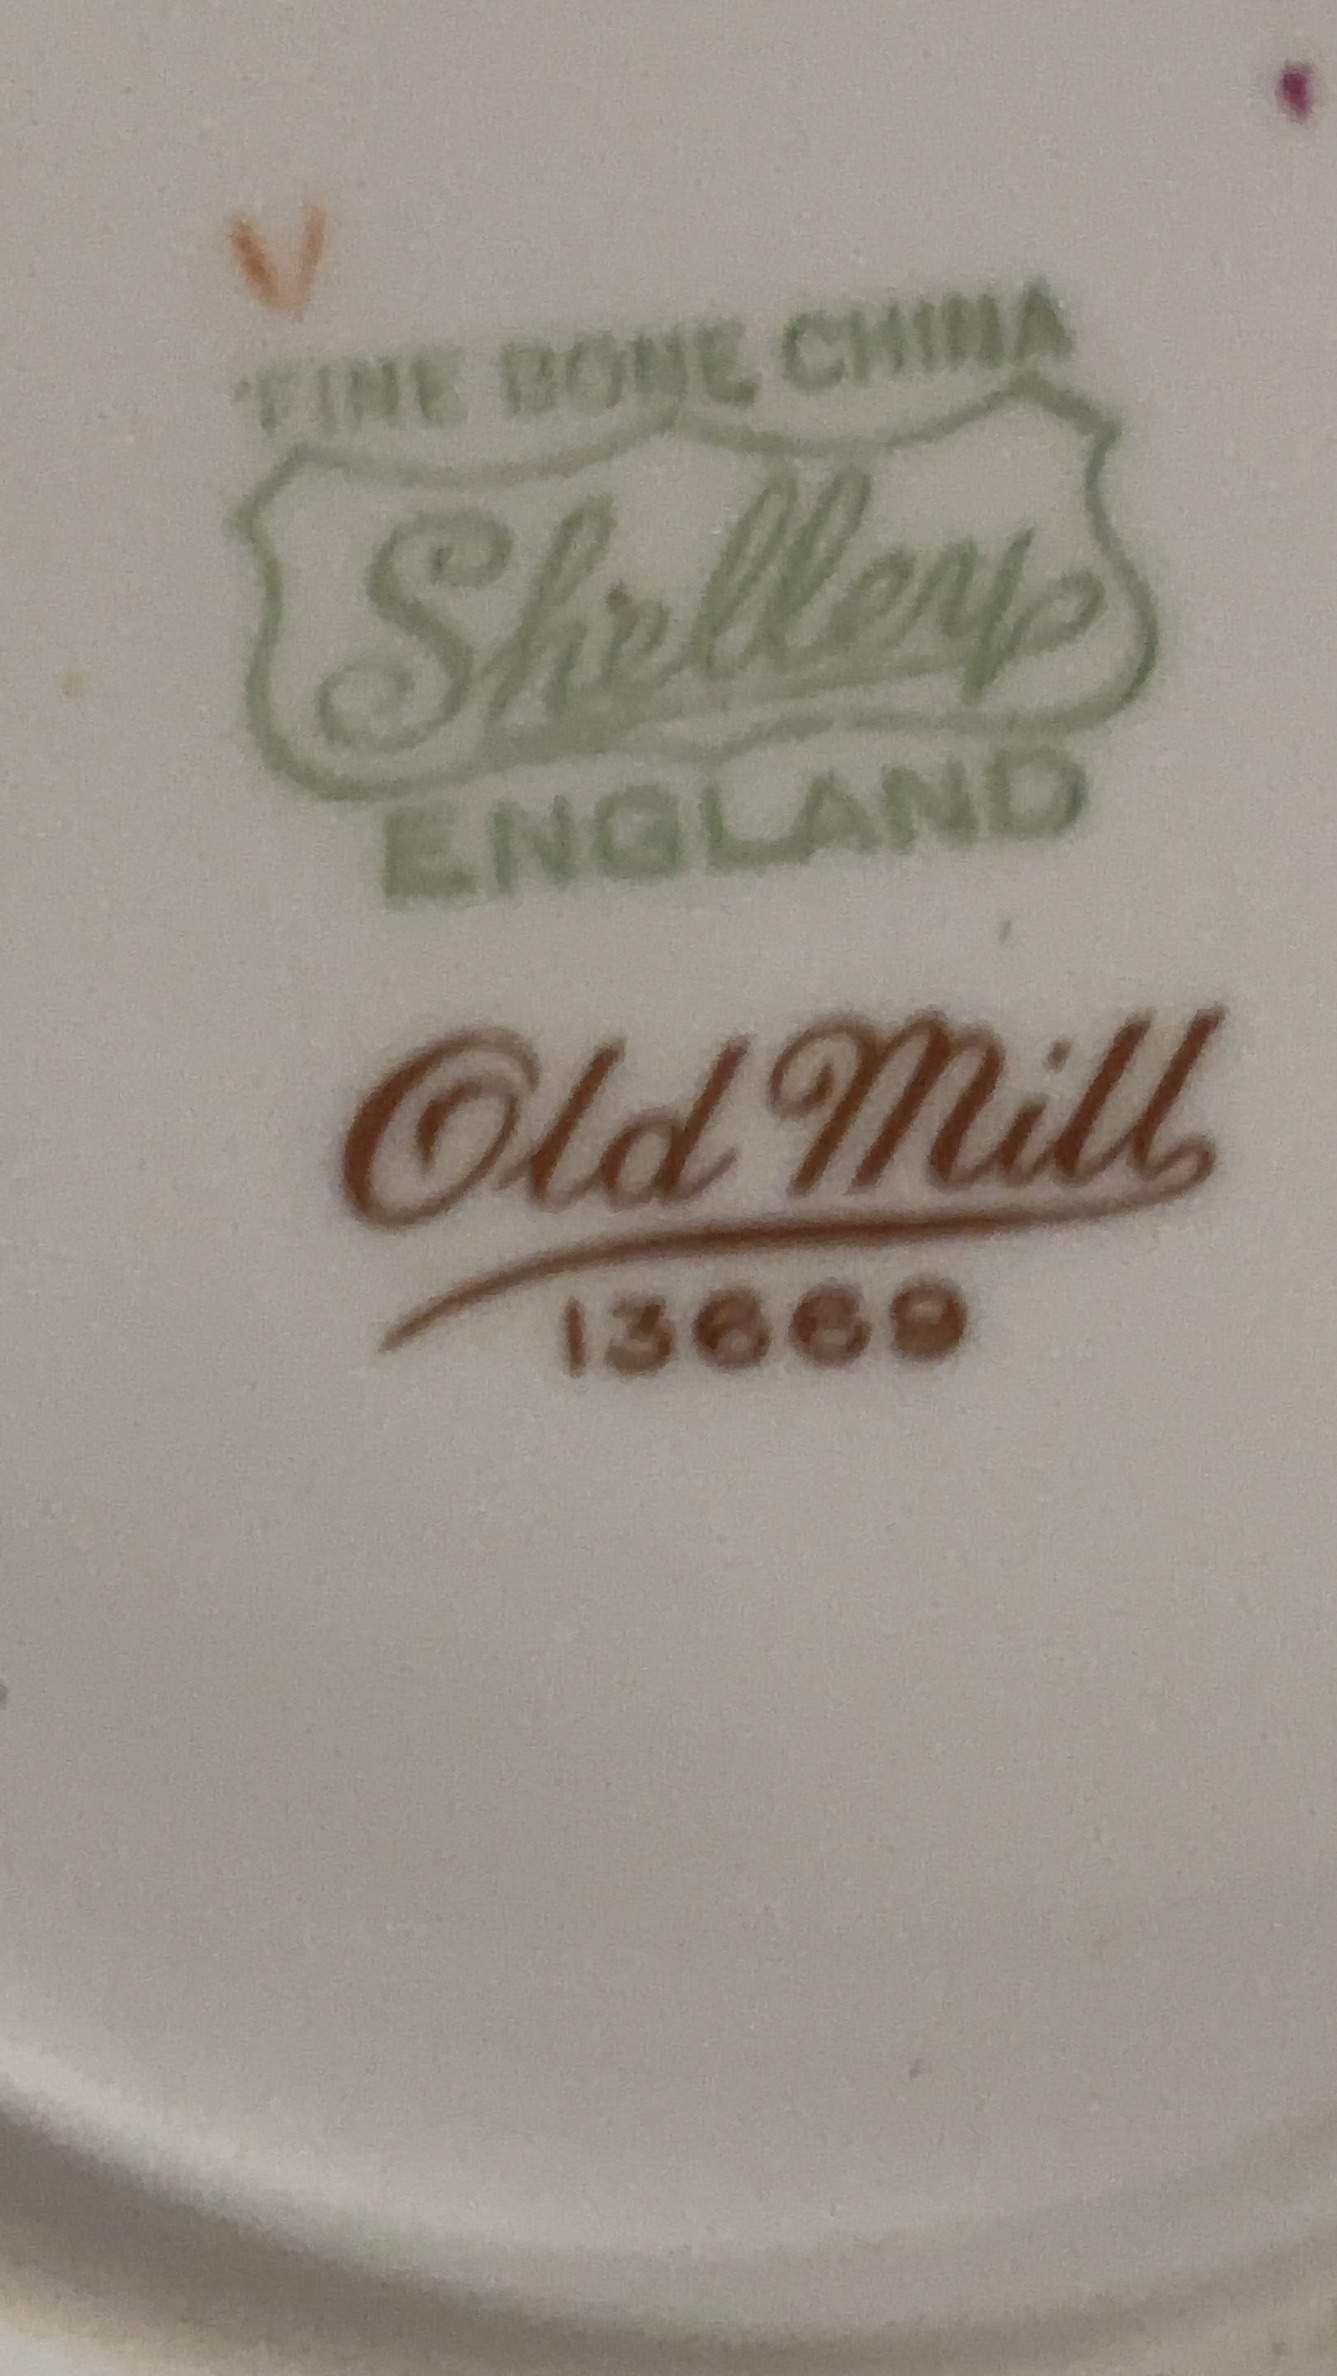 V
FINE BONE CHINA
Shelley
ENGLAND
Old Mill
13669